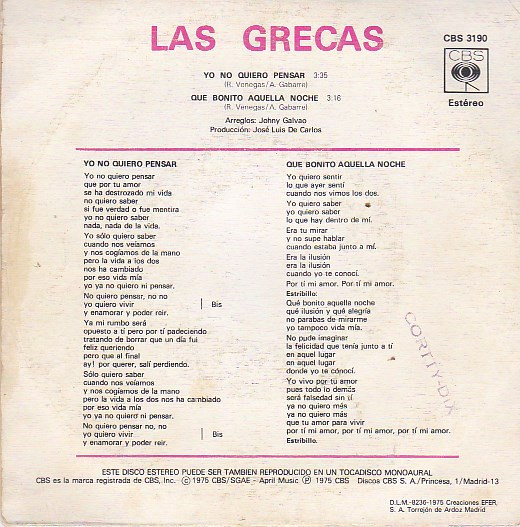 LAS GRECAS
CBS 3190
CBS
Estéreo
YO NO QUIERO PENSAR 3:35
(R. Venegas/A. Gabarre)
QUE BONITO AQUELLA NOCHE 3:16
(R. Venegas/A. Gabarre)
Arreglos: Johny Galvao
Producción: José Luis De Carlos
YO NO QUIERO PENSAR
Yo no quiero pensar
que por tu amor
se ha destrozado mi vida
no quiero saber
si fue verdad o fue mentira
yo no quiero saber
nada, nada de la vida.
Yo sólo quiero saber
cuando nos veíamos
y nos cogíamos de la mano
pero la vida a los dos
nos ha cambiado
por eso vida mía
yo ya no quiero ni pensar.
No quiero pensar, no no
yo quiero vivir
y enamorar y poder reir.
Bis
Ya mi rumbo será
opuesto a tí pero por tí padeciendo
tratando de borrar que un día fui
feliz queriendo
pero que al final
ay! por querer, salí perdiendo.
Sólo quiero saber
cuando nos veíamos
y nos cogíamos de la mano
pero la vida a los dos nos ha cambiado
por eso vida mía
yo ya no quiero ni pensar.
No quiero pensar no, no
yo quiero vivir
y enamorar y poder reir.
Bis
QUE BONITO AQUELLA NOCHE
Yo quiero sentir
lo que ayer sentí
cuando nos vimos los dos.
Yo quiero saber
yo quiero saber
lo que hay dentro de mí.
Era tu mirar
y no supe hablar
cuando estaba junto a mí.
Era la ilusión
era la ilusión
cuando yo te conocí.
Por tí mi amor. Por tí mi amor.
Estribillo:
Qué bonito aquella noche
qué ilusión y qué alegría
no parabas de mirarme
yo tampoco vida mía.
No pude imaginar
la felicidad que tenía junto a tí
en aquel lugar
en aquel lugar
donde yo te conocí.
Yo vivo por tu amor
pues todo lo demás
será falsedad sin tí
ya no quiero más
ya no quiero más
que tu amor para vivir
por tí mi amor, por tí mi amor, por tí mi amor.
Estribillo.
CORTTY-DIX
ESTE DISCO ESTEREO PUEDE SER TAMBIEN REPRODUCIDO EN UN TOCADISCO MONOAURAL
CBS es la marca registrada de CBS, Inc. © 1975 CBS/SGAE - April Music Ⓟ 1975 CBS Discos CBS S. A./Princesa, 1/Madrid-13
D.L.M.-8236-1975 Creaciones EFER,
S. A. Torrejón de Ardoz Madrid